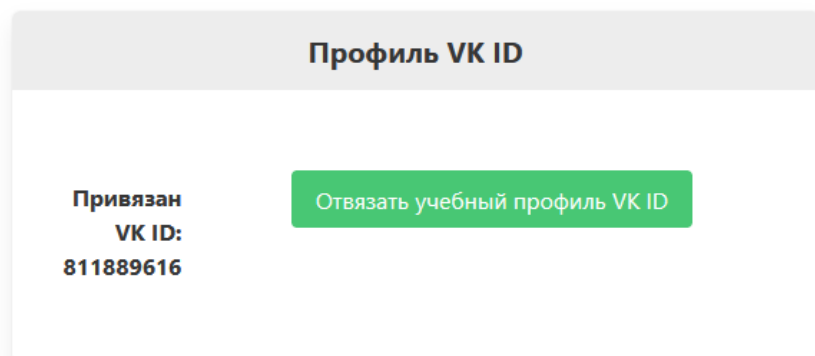 Профиль VK ID
Привязан
VK ID:
811889616
Отвязать учебный профиль VK ID